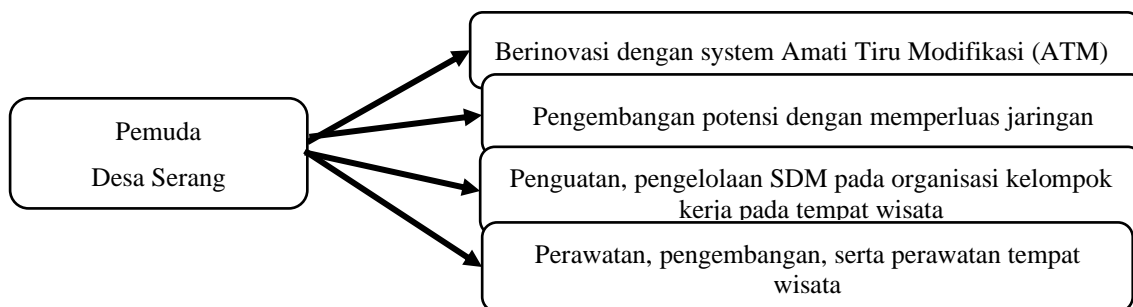 Pemuda
Desa Serang
Berinovasi dengan system Amati Tiru Modifikasi (ATM)
Pengembangan potensi dengan memperluas jaringan
Penguatan, pengelolaan SDM pada organisasi kelompok
kerja pada tempat wisata
Perawatan, pengembangan, serta perawatan tempat
wisata